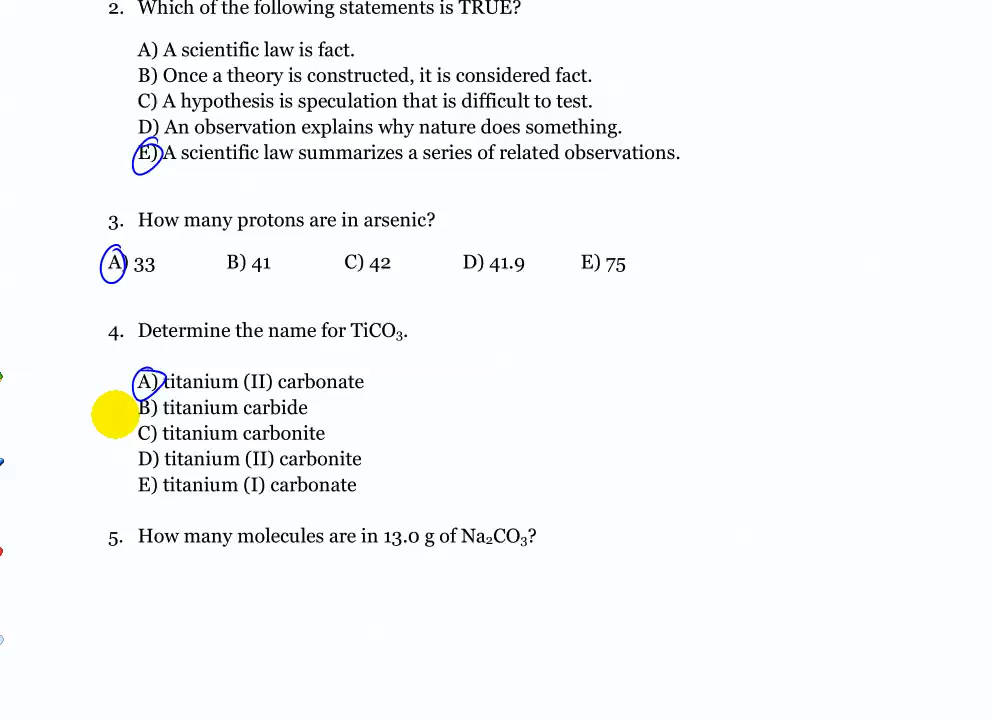 2. Which of the following statements is TRUE?
A) A scientific law is fact.
B) Once a theory is constructed, it is considered fact.
C) A hypothesis is speculation that is difficult to test.
D) An observation explains why nature does something.
E) A scientific law summarizes a series of related observations.
3. How many protons are in arsenic?
A) 33 B) 41 C) 42 D) 41.9 E) 75
4. Determine the name for TiCO₃.
A) titanium (II) carbonate
B) titanium carbide
C) titanium carbonite
D) titanium (II) carbonite
E) titanium (I) carbonate
5. How many molecules are in 13.0 g of Na₂CO₃?